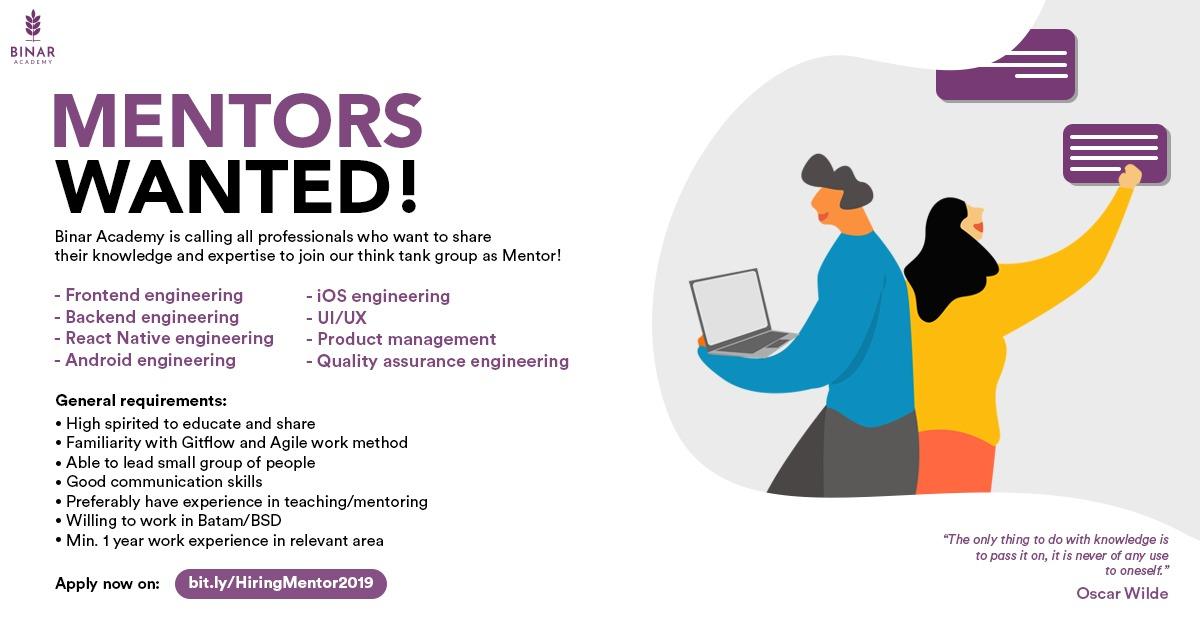 BINAR
ACADEMY
MENTORS
WANTED!
Binar Academy is calling all professionals who want to share
their knowledge and expertise to join our think tank group as Mentor!
- Frontend engineering
- Backend engineering
- React Native engineering
- Android engineering
- iOS engineering
- UI/UX
- Product management
- Quality assurance engineering
General requirements:
• High spirited to educate and share
• Familiarity with Gitflow and Agile work method
• Able to lead small group of people
• Good communication skills
• Preferably have experience in teaching/mentoring
• Willing to work in Batam/BSD
• Min. 1 year work experience in relevant area
Apply now on: bit.ly/HiringMentor2019
“The only thing to do with knowledge is
to pass it on, it is never of any use
to oneself.”
Oscar Wilde